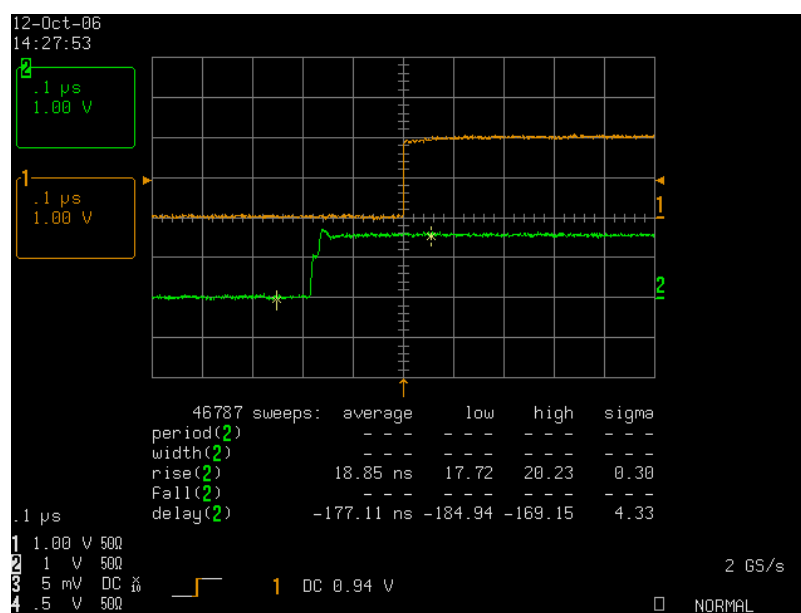 12-Oct-06
14:27:53
2
.1 µs
1.00 V
1
.1 µs
1.00 V
1
2
46787 sweeps: average low high sigma
period(2) - - - - - - - - - - - -
width(2) - - - - - - - - - - - -
rise(2) 18.85 ns 17.72 20.23 0.30
fall(2) - - - - - - - - - - - -
delay(2) -177.11 ns -184.94 -169.15 4.33
.1 µs
1 1.00 V 50Ω
2 1 V 50Ω
3 5 mV DC X10
4 .5 V 50Ω
1 DC 0.94 V
2 GS/s
NORMAL